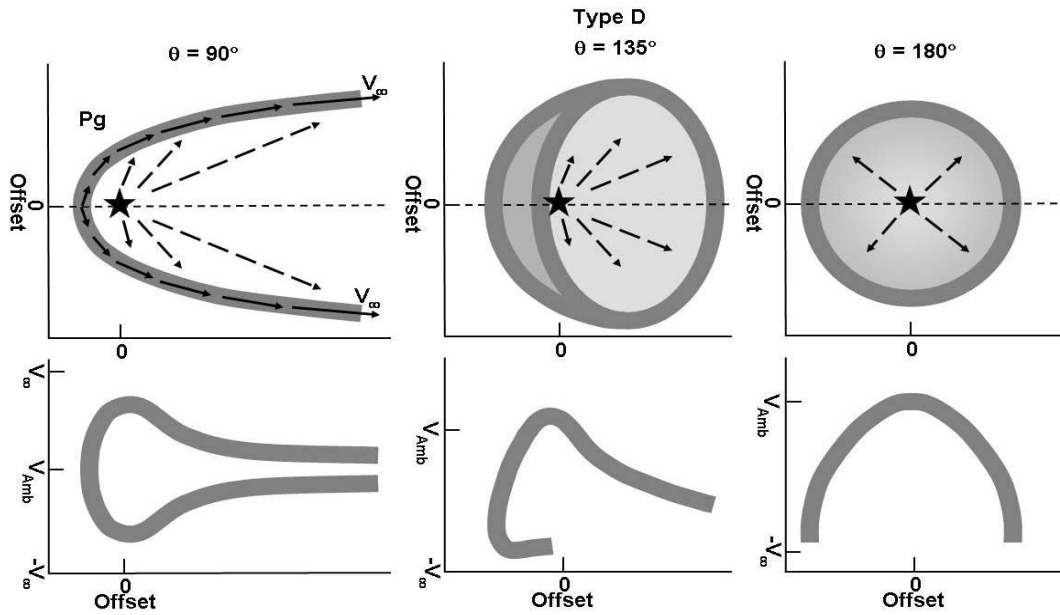 Type D
θ = 90°
θ = 135°
θ = 180°
V∞
Pg
V∞
Offset
0
0
Offset
0
0
Offset
0
0
V∞
VAmb
-V∞
0
Offset
VAmb
-V∞
0
VAmb
-V∞
0
Offset